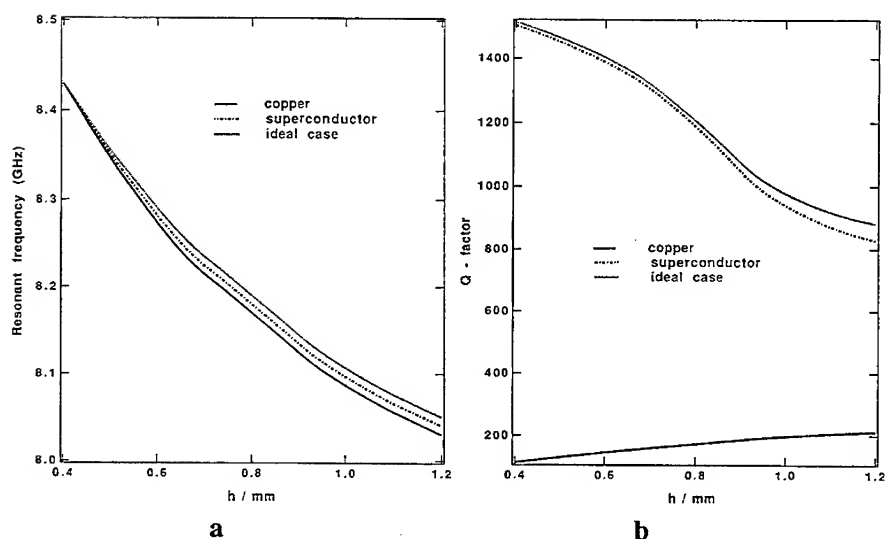 8.5
8.4
8.3
8.2
8.1
8.0
Resonant frequency (GHz)
copper
superconductor
ideal case
0.4 0.6 0.8 1.0 1.2
h / mm
a
1400
1200
1000
800
600
400
200
Q - factor
copper
superconductor
ideal case
0.4 0.6 0.8 1.0 1.2
h / mm
b